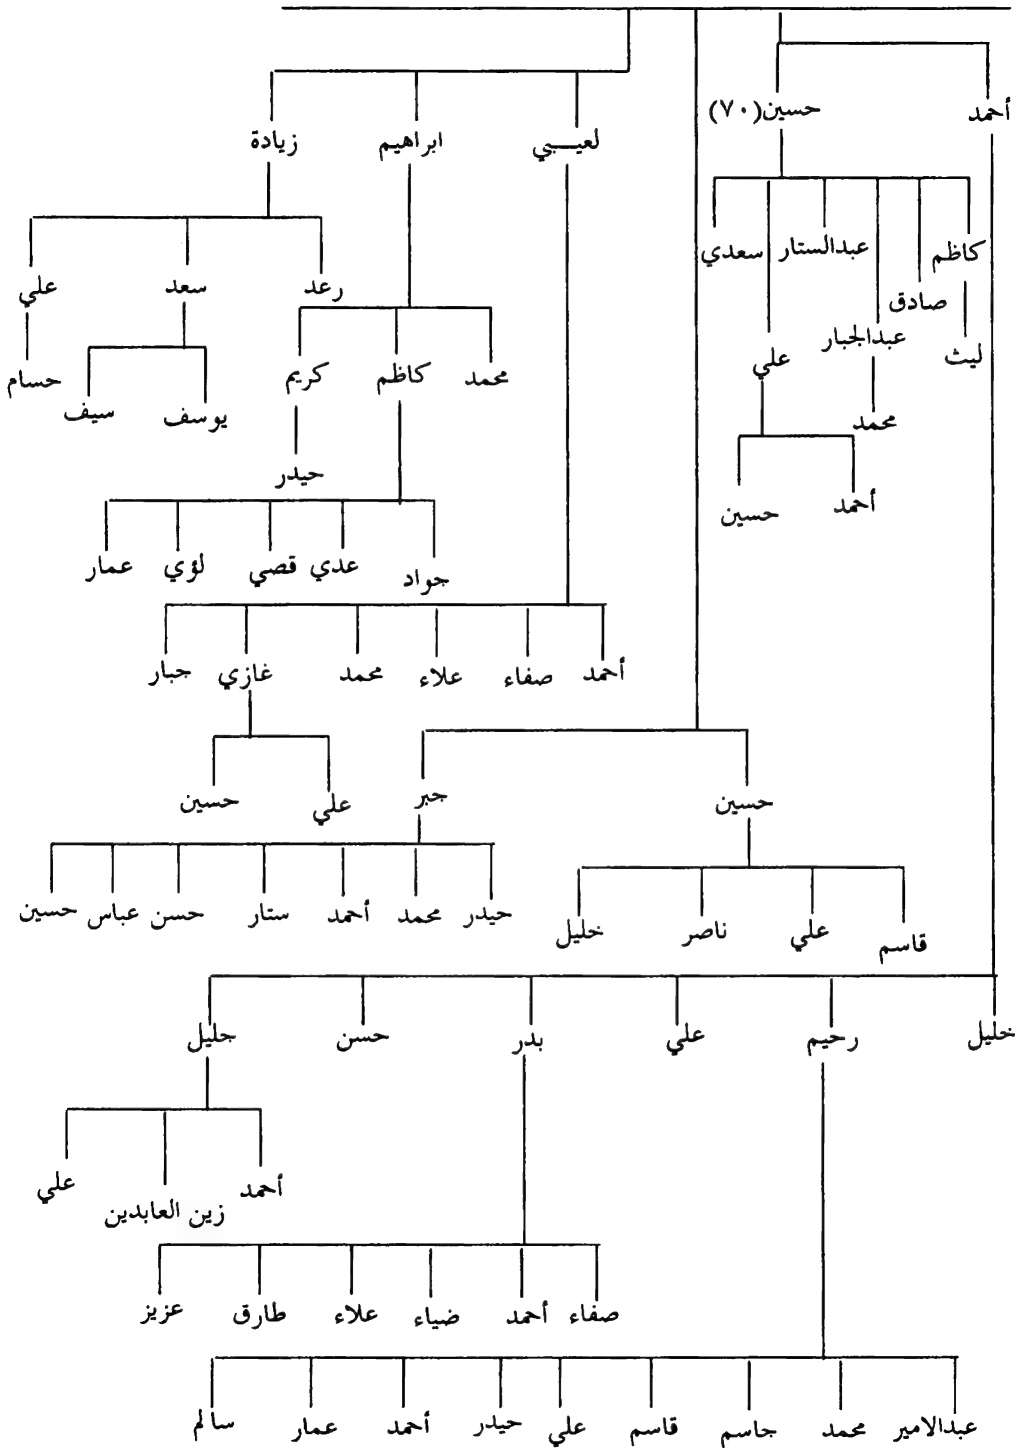 أحمد
حسين(٧٠)
لعيبي
ابراهيم
زيادة
كاظم
عبدالستار
سعدي
صادق
رعد
سعد
علي
عبدالجبار
ليث
علي
محمد
كاظم
كريم
حسام
يوسف
سيف
محمد
حيدر
أحمد
حسين
جواد
عدي
قصي
لؤي
عمار
أحمد
صفاء
علاء
محمد
غازي
جبار
حسين
جبر
علي
حسين
حيدر
محمد
أحمد
ستار
حسن
عباس
حسين
قاسم
علي
ناصر
خليل
خليل
رحيم
علي
بدر
حسن
جليل
أحمد
زين العابدين
علي
صفاء
أحمد
ضياء
علاء
طارق
عزيز
عبدالامير
محمد
جاسم
قاسم
علي
حيدر
أحمد
عمار
سالم